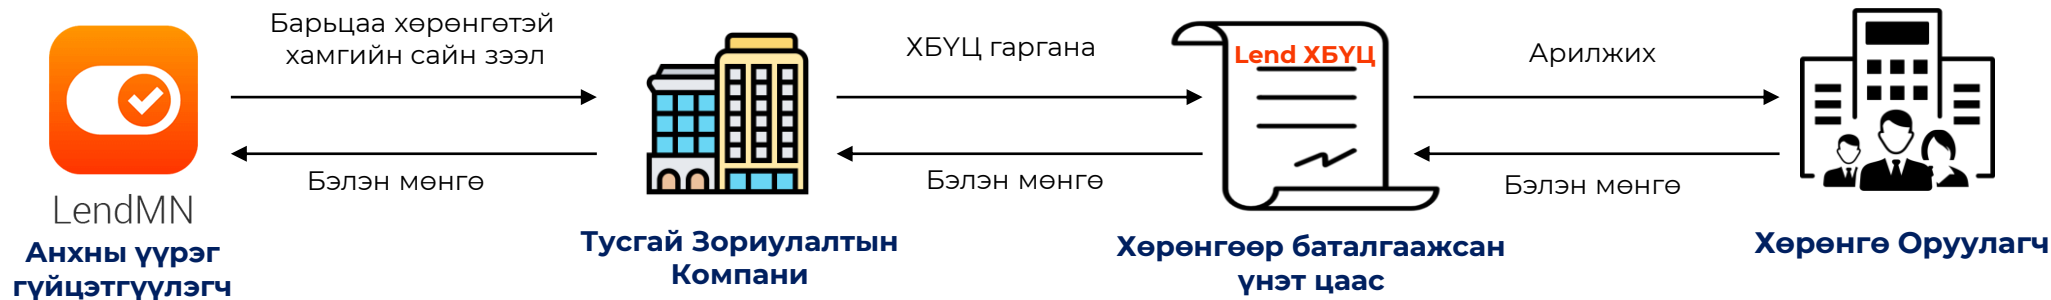 Барьцаа хөрөнгөтэй
хамгийн сайн зээл
Бэлэн мөнгө
LendMN
Анхны үүрэг
гүйцэтгүүлэгч
ХБҮЦ гаргана
Бэлэн мөнгө
Тусгай Зориулалтын
Компани
Lend ХБҮЦ
Хөрөнгөөр баталгаажсан
үнэт цаас
Арилжих
Бэлэн мөнгө
Хөрөнгө Оруулагч